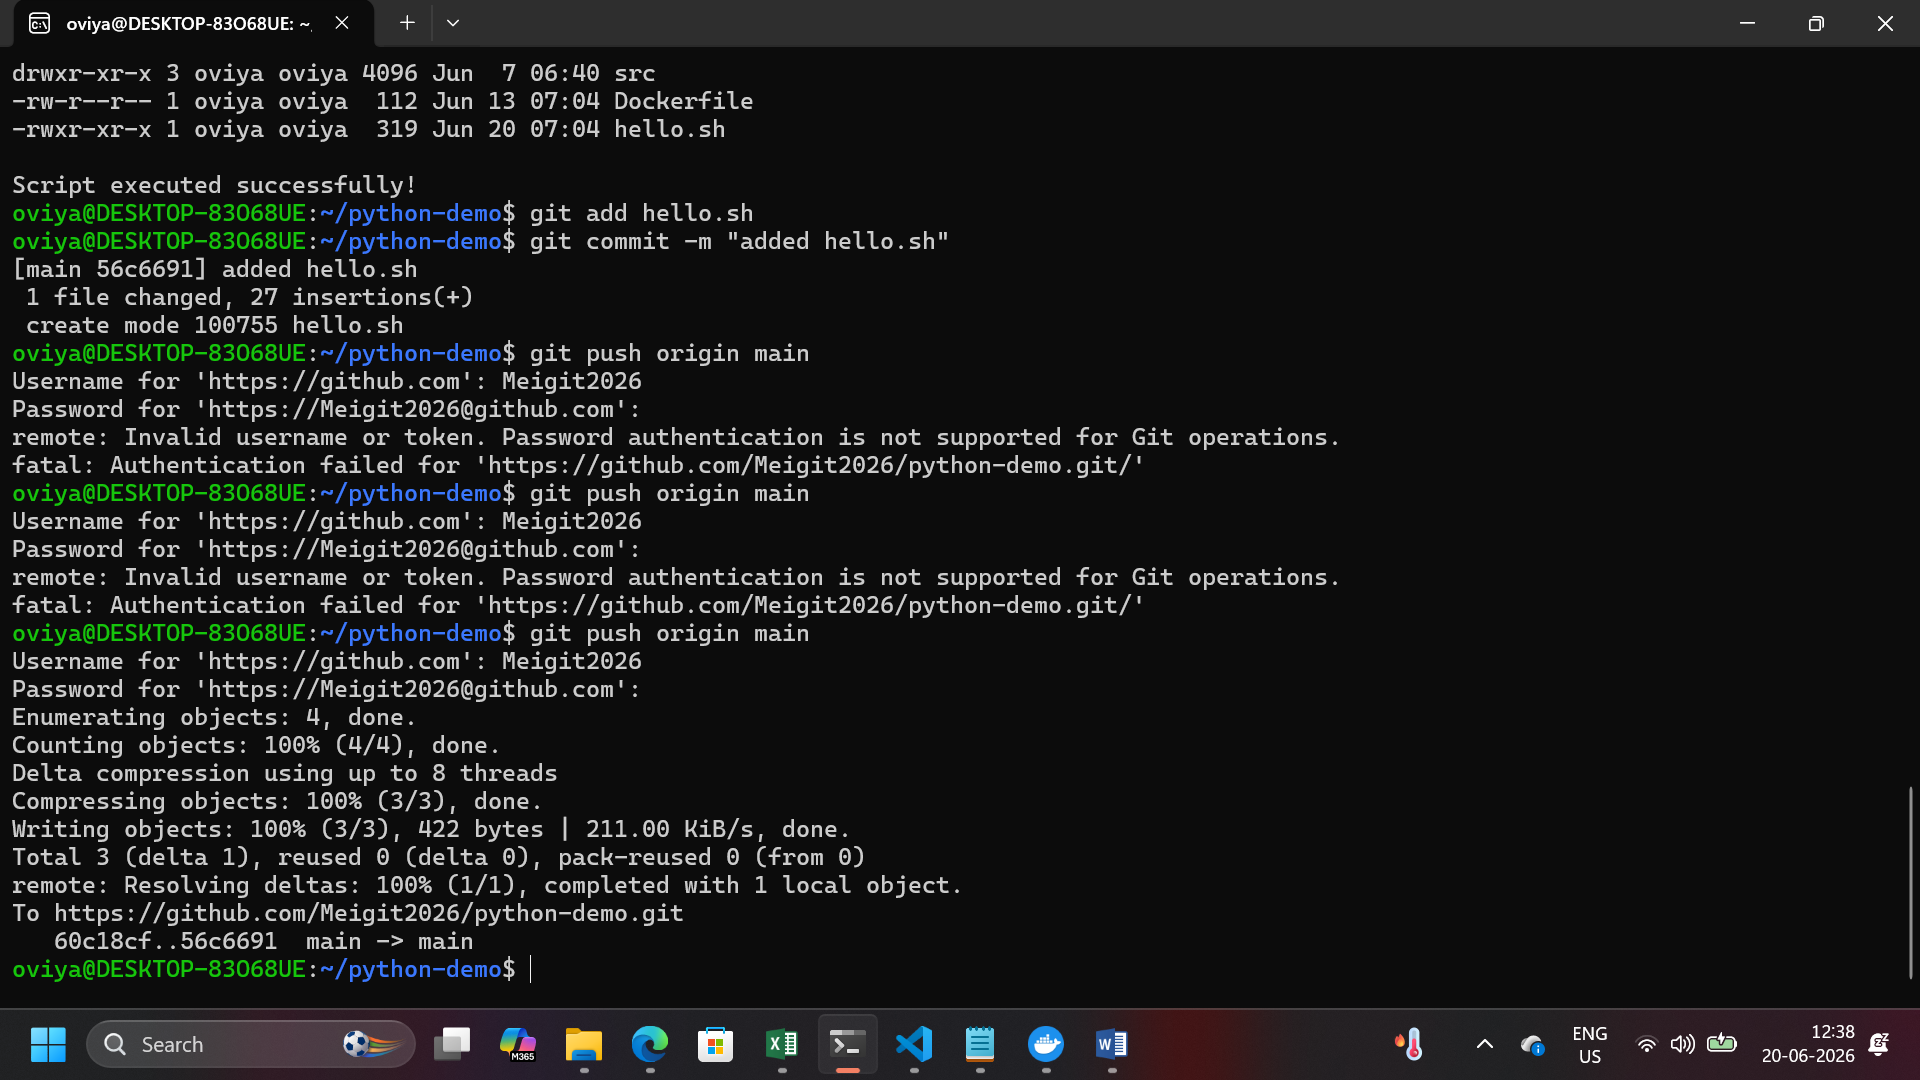 oviya@DESKTOP-83O68UE: ~
drwxr-xr-x 3 oviya oviya 4096 Jun  7 06:40 src
-rw-r--r-- 1 oviya oviya  112 Jun 13 07:04 Dockerfile
-rwxr-xr-x 1 oviya oviya  319 Jun 20 07:04 hello.sh
Script executed successfully!
oviya@DESKTOP-83O68UE:~/python-demo$ git add hello.sh
oviya@DESKTOP-83O68UE:~/python-demo$ git commit -m "added hello.sh"
[main 56c6691] added hello.sh
 1 file changed, 27 insertions(+)
 create mode 100755 hello.sh
oviya@DESKTOP-83O68UE:~/python-demo$ git push origin main
Username for 'https://github.com': Meigit2026
Password for 'https://Meigit2026@github.com':
remote: Invalid username or token. Password authentication is not supported for Git operations.
fatal: Authentication failed for 'https://github.com/Meigit2026/python-demo.git/'
oviya@DESKTOP-83O68UE:~/python-demo$ git push origin main
Username for 'https://github.com': Meigit2026
Password for 'https://Meigit2026@github.com':
remote: Invalid username or token. Password authentication is not supported for Git operations.
fatal: Authentication failed for 'https://github.com/Meigit2026/python-demo.git/'
oviya@DESKTOP-83O68UE:~/python-demo$ git push origin main
Username for 'https://github.com': Meigit2026
Password for 'https://Meigit2026@github.com':
Enumerating objects: 4, done.
Counting objects: 100% (4/4), done.
Delta compression using up to 8 threads
Compressing objects: 100% (3/3), done.
Writing objects: 100% (3/3), 422 bytes | 211.00 KiB/s, done.
Total 3 (delta 1), reused 0 (delta 0), pack-reused 0 (from 0)
remote: Resolving deltas: 100% (1/1), completed with 1 local object.
To https://github.com/Meigit2026/python-demo.git
   60c18cf..56c6691  main -> main
oviya@DESKTOP-83O68UE:~/python-demo$
Search
M365
ENG
US
12:38
20-06-2026